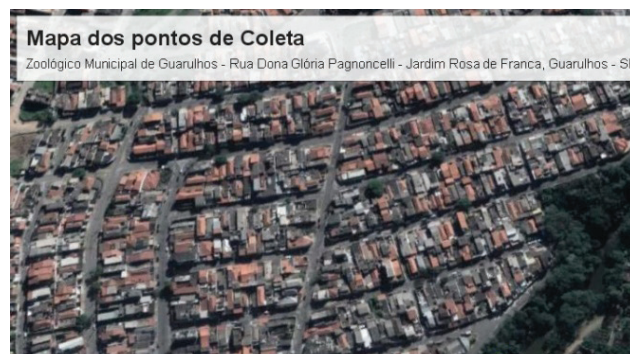 Mapa dos pontos de Coleta
Zoológico Municipal de Guarulhos - Rua Dona Glória Pagnoncelli - Jardim Rosa de Franca, Guarulhos - S